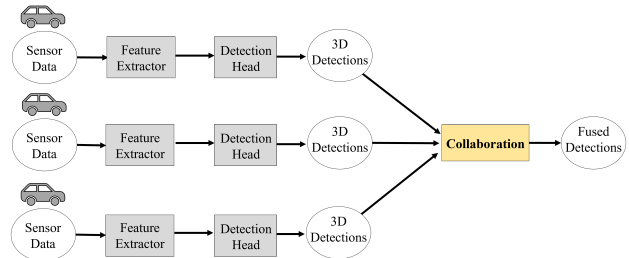 Sensor
Data
Feature
Extractor
Detection
Head
3D
Detections
Sensor
Data
Feature
Extractor
Detection
Head
3D
Detections
Collaboration
Fused
Detections
Sensor
Data
Feature
Extractor
Detection
Head
3D
Detections